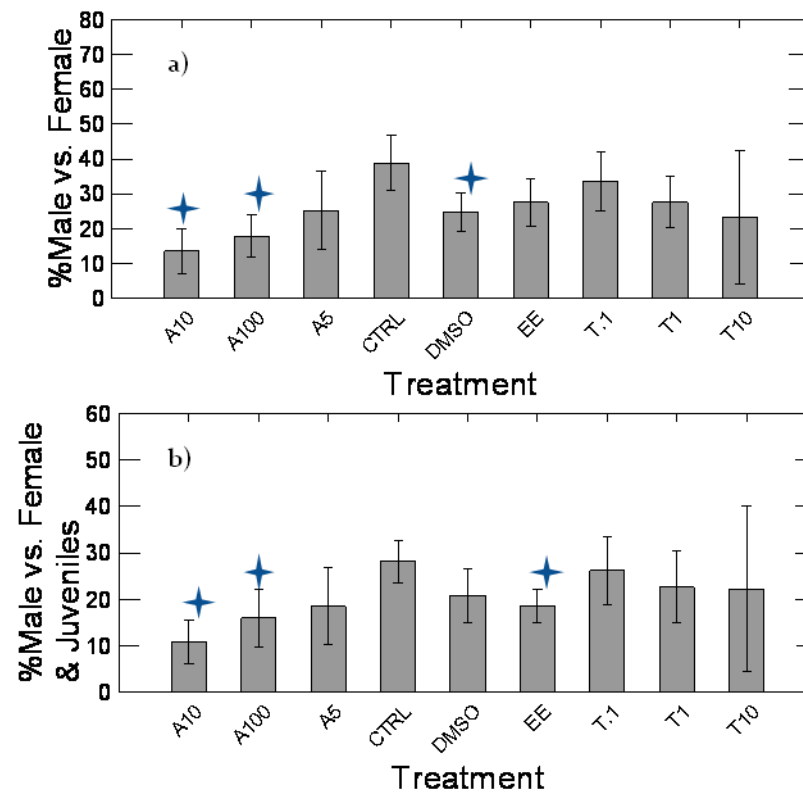 80
70
60
50
40
30
20
10
0
%Male vs. Female
a)
A10 A100 A5 CTRL DMSO EE T.1 T1 T10
Treatment
60
50
40
30
20
10
0
%Male vs. Female
& Juveniles
b)
A10 A100 A5 CTRL DMSO EE T.1 T1 T10
Treatment